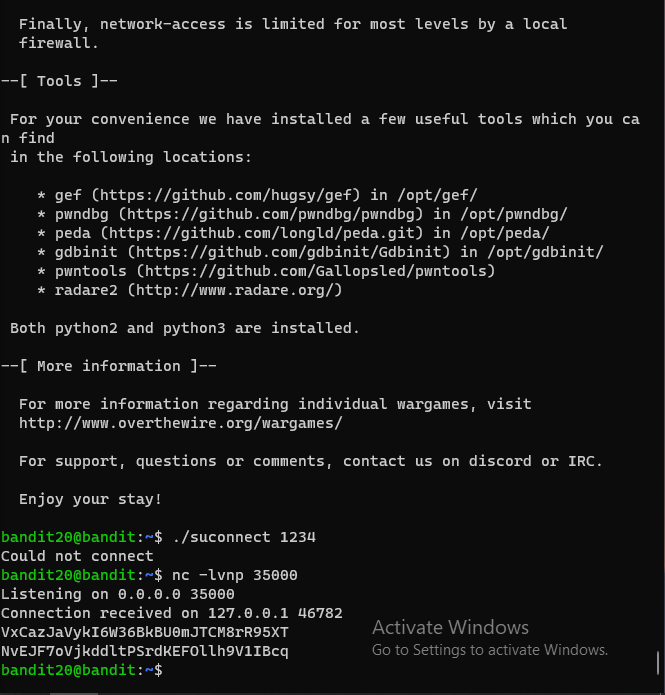 Finally, network-access is limited for most levels by a local
firewall.
--[ Tools ]--
For your convenience we have installed a few useful tools which you ca
n find
in the following locations:
* gef (https://github.com/hugsy/gef) in /opt/gef/
* pwndbg (https://github.com/pwndbg/pwndbg) in /opt/pwndbg/
* peda (https://github.com/longld/peda.git) in /opt/peda/
* gdbinit (https://github.com/gdbinit/Gdbinit) in /opt/gdbinit/
* pwntools (https://github.com/Gallopsled/pwntools)
* radare2 (http://www.radare.org/)
Both python2 and python3 are installed.
--[ More information ]--
For more information regarding individual wargames, visit
http://www.overthewire.org/wargames/
For support, questions or comments, contact us on discord or IRC.
Enjoy your stay!
bandit20@bandit:~$ ./suconnect 1234
Could not connect
bandit20@bandit:~$ nc -lvnp 35000
Listening on 0.0.0.0 35000
Connection received on 127.0.0.1 46782
VxCazJaVykI6W36BkBU0mJTCM8rR95XT
NvEJF7oVjkddltPSrdKEFOllh9V1IBcq
bandit20@bandit:~$
Activate Windows
Go to Settings to activate Windows.